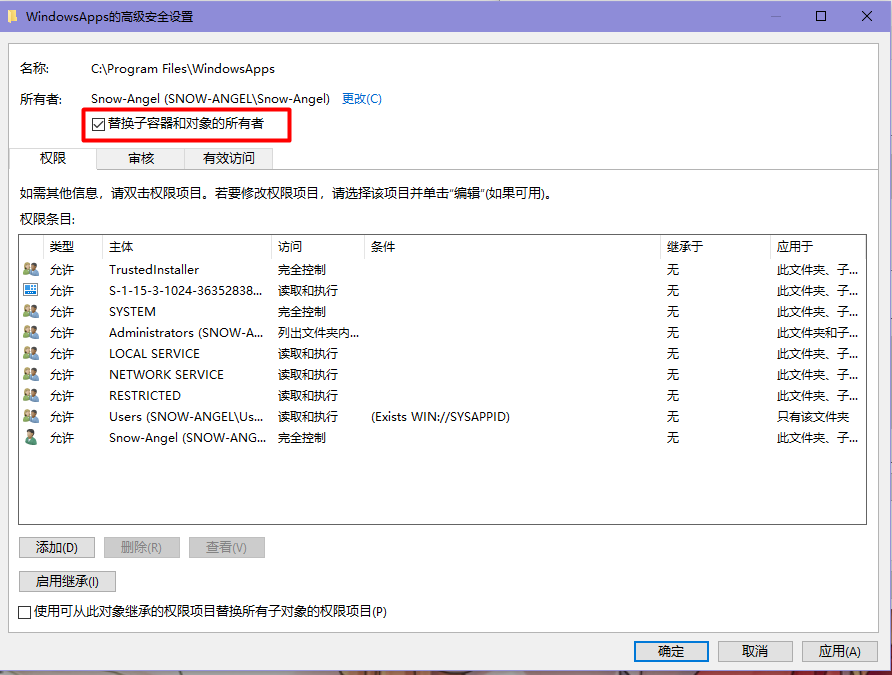 WindowsApps的高级安全设置
名称: C:\Program Files\WindowsApps
所有者: Snow-Angel (SNOW-ANGEL\Snow-Angel) 更改(C)
替换子容器和对象的所有者
权限 审核 有效访问
如需其他信息，请双击权限项目。若要修改权限项目，请选择该项目并单击"编辑"(如果可用)。
权限条目:
类型 主体 访问 条件 继承于 应用于
允许 TrustedInstaller 完全控制 无 此文件夹、子...
允许 S-1-15-3-1024-36352838... 读取和执行 无 此文件夹、子...
允许 SYSTEM 完全控制 无 此文件夹、子...
允许 Administrators (SNOW-A... 列出文件夹内... 无 此文件夹和子...
允许 LOCAL SERVICE 读取和执行 无 此文件夹、子...
允许 NETWORK SERVICE 读取和执行 无 此文件夹、子...
允许 RESTRICTED 读取和执行 无 此文件夹、子...
允许 Users (SNOW-ANGEL\Us... 读取和执行 (Exists WIN://SYSAPPID) 无 只有该文件夹
允许 Snow-Angel (SNOW-ANG... 完全控制 无 此文件夹、子...
添加(D) 删除(R) 查看(V)
启用继承(I)
使用可从此对象继承的权限项目替换所有子对象的权限项目(P)
确定 取消 应用(A)